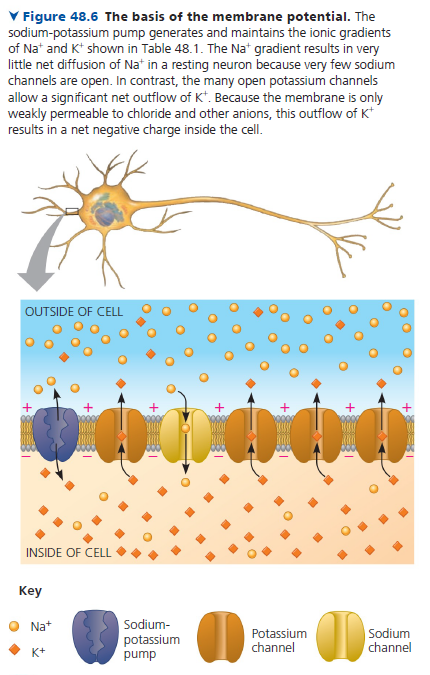 ▼ Figure 48.6 The basis of the membrane potential. The
sodium-potassium pump generates and maintains the ionic gradients
of Na⁺ and K⁺ shown in Table 48.1. The Na⁺ gradient results in very
little net diffusion of Na⁺ in a resting neuron because very few sodium
channels are open. In contrast, the many open potassium channels
allow a significant net outflow of K⁺. Because the membrane is only
weakly permeable to chloride and other anions, this outflow of K⁺
results in a net negative charge inside the cell.
OUTSIDE OF CELL
+ + + + + + +
– – – – – – –
INSIDE OF CELL
Key
Na⁺
K⁺
Sodium-
potassium
pump
Potassium
channel
Sodium
channel